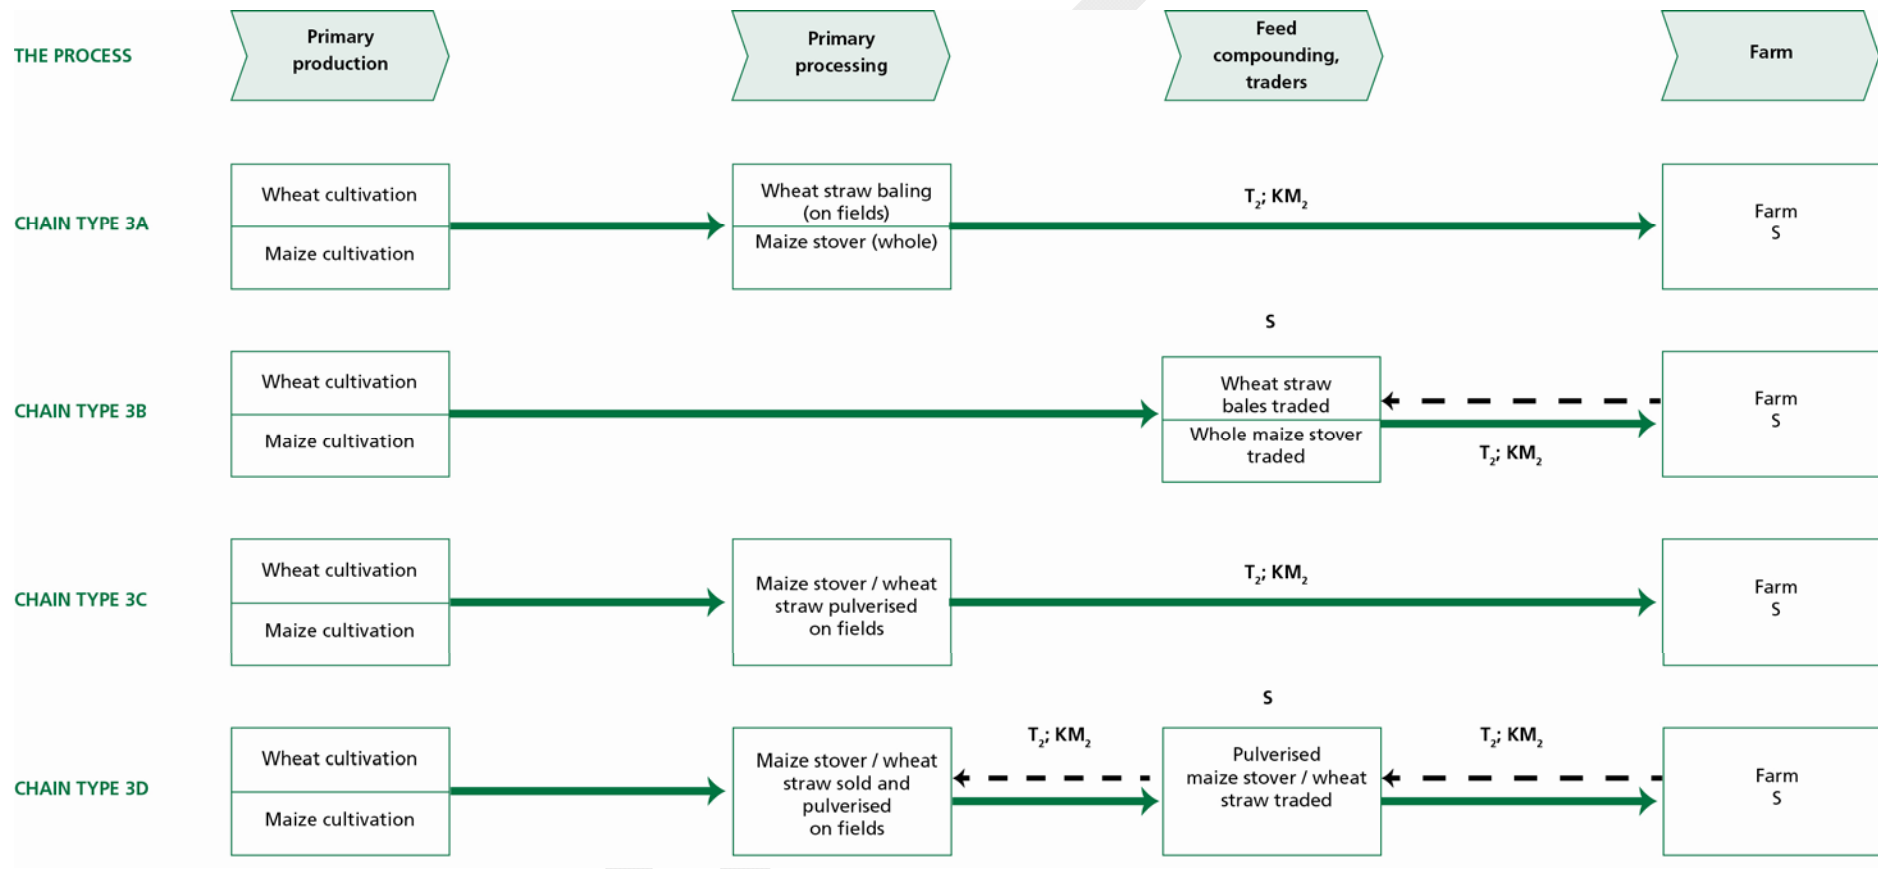 THE PROCESS
Primary
production
Primary
processing
Feed
compounding,
traders
Farm
CHAIN TYPE 3A
Wheat cultivation
Maize cultivation
Wheat straw baling
(on fields)
Maize stover (whole)
T₂; KM₂
Farm
S
CHAIN TYPE 3B
Wheat cultivation
Maize cultivation
S
Wheat straw
bales traded
Whole maize stover
traded
T₂; KM₂
Farm
S
CHAIN TYPE 3C
Wheat cultivation
Maize cultivation
Maize stover / wheat
straw pulverised
on fields
T₂; KM₂
Farm
S
CHAIN TYPE 3D
Wheat cultivation
Maize cultivation
Maize stover / wheat
straw sold and
pulverised
on fields
T₂; KM₂
S
Pulverised
maize stover / wheat
straw traded
T₂; KM₂
Farm
S